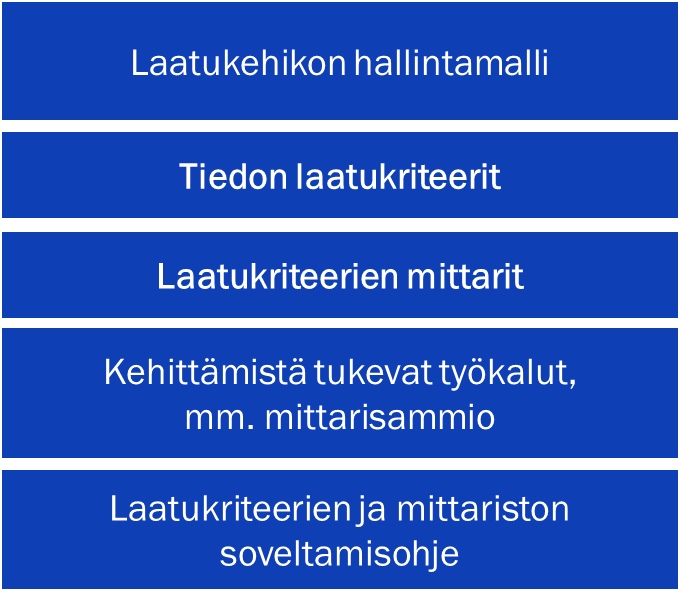 Laatukehikon hallintamalli
Tiedon laatukriteerit
Laatukriteerien mittarit
Kehittämistä tukevat työkalut,
mm. mittarisammio
Laatukriteerien ja mittariston
soveltamisohje